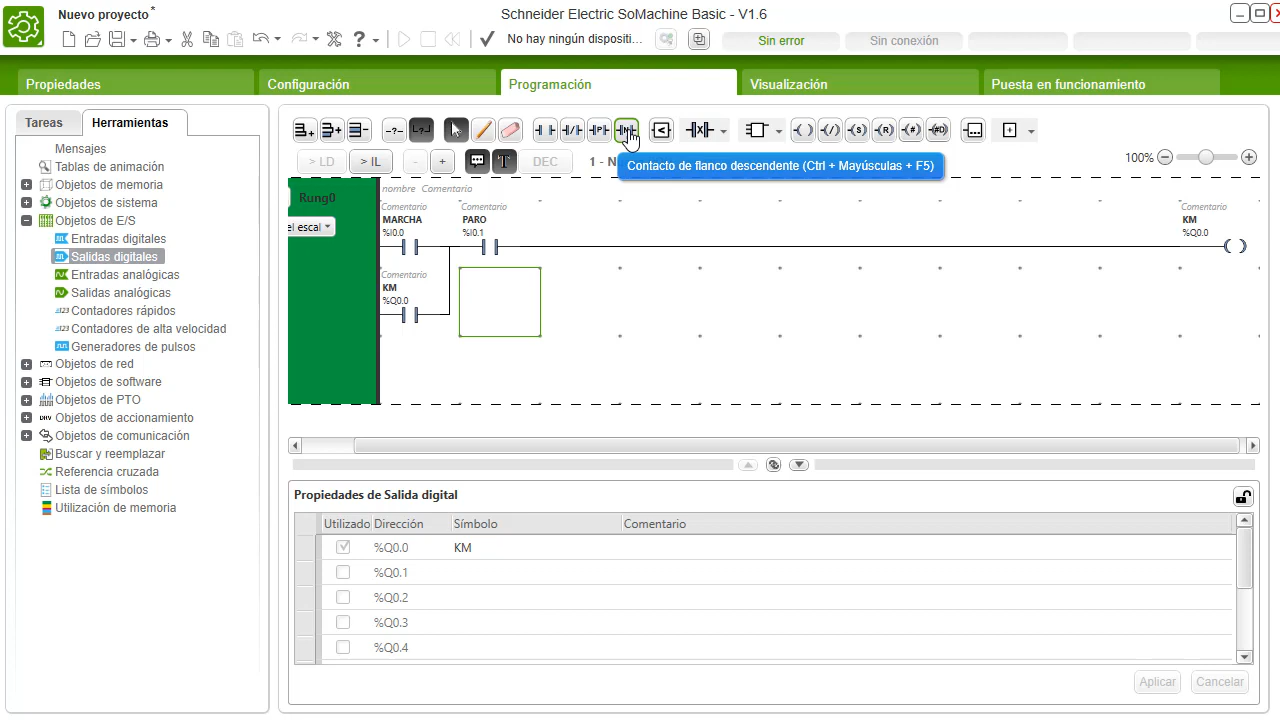 Nuevo proyecto *
Schneider Electric SoMachine Basic - V1.6
No hay ningún dispositi...
Sin error
Sin conexión
Propiedades
Configuración
Programación
Visualización
Puesta en funcionamiento
Tareas
Herramientas
Mensajes
Tablas de animación
Objetos de memoria
Objetos de sistema
Objetos de E/S
Entradas digitales
Salidas digitales
Entradas analógicas
Salidas analógicas
Contadores rápidos
Contadores de alta velocidad
Generadores de pulsos
Objetos de red
Objetos de software
Objetos de PTO
Objetos de accionamiento
Objetos de comunicación
Buscar y reemplazar
Referencia cruzada
Lista de símbolos
Utilización de memoria
> LD
> IL
-
+
DEC
1 - N
Contacto de flanco descendente (Ctrl + Mayúsculas + F5)
100%
Rung0
el escal
nombre Comentario
Comentario
MARCHA
%I0.0
Comentario
PARO
%I0.1
Comentario
KM
%Q0.0
Comentario
KM
%Q0.0
Propiedades de Salida digital
Utilizado Dirección Símbolo Comentario
%Q0.0 KM
%Q0.1
%Q0.2
%Q0.3
%Q0.4
Aplicar
Cancelar